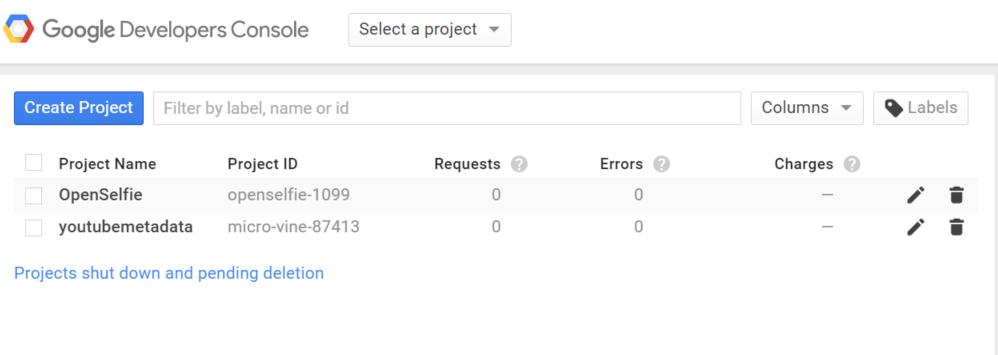 Google Developers Console Select a project
Create Project Filter by label, name or id Columns Labels
Project Name Project ID Requests ? Errors ? Charges ?
OpenSelfie openselfie-1099 0 0 —
youtubemetadata micro-vine-87413 0 0 —
Projects shut down and pending deletion